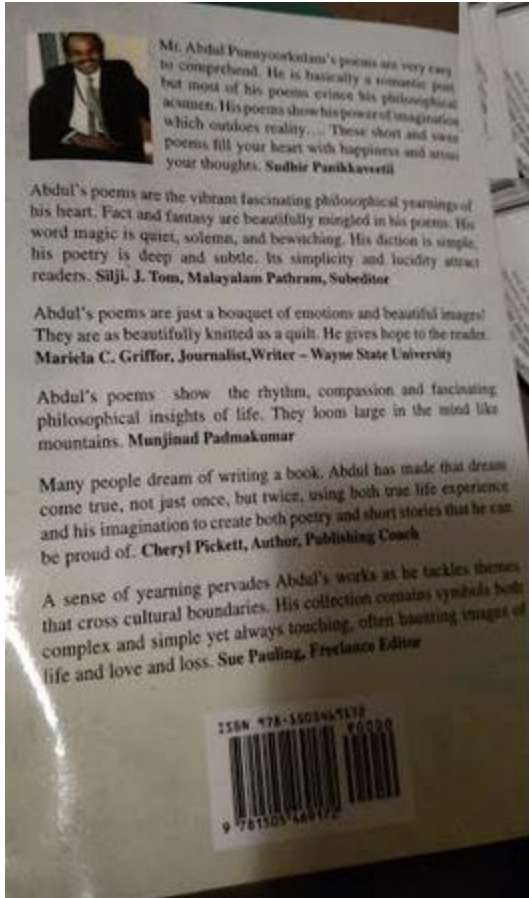 Mr. Abdul Punnyoorkulam's poems are very easy
to comprehend. He is basically a romantic poet
but most of his poems evince his philosophical
acumen. His poems show his power of imagination
which outdoes reality.... These short and sweet
poems fill your heart with happiness and arrest
your thoughts. Sudhir Panikkaveetil
Abdul's poems are the vibrant fascinating philosophical yearnings of
his heart. Fact and fantasy are beautifully mingled in his poems. His
word magic is quiet, solemn, and bewitching. His diction is simple,
his poetry is deep and subtle. Its simplicity and lucidity attract
readers. Silji. J. Tom, Malayalam Pathram, Subeditor
Abdul's poems are just a bouquet of emotions and beautiful images!
They are as beautifully knitted as a quilt. He gives hope to the reader.
Mariela C. Griffor, Journalist,Writer – Wayne State University
Abdul's poems show the rhythm, compassion and fascinating
philosophical insights of life. They loom large in the mind like
mountains. Munjinad Padmakumar
Many people dream of writing a book. Abdul has made that dream
come true, not just once, but twice, using both true life experience
and his imagination to create both poetry and short stories that he can
be proud of. Cheryl Pickett, Author, Publishing Coach
A sense of yearning pervades Abdul's works as he tackles themes
that cross cultural boundaries. His collection contains symbols both
complex and simple yet always touching, often haunting images of
life and love and loss. Sue Pauling, Freelance Editor
ISBN
90000